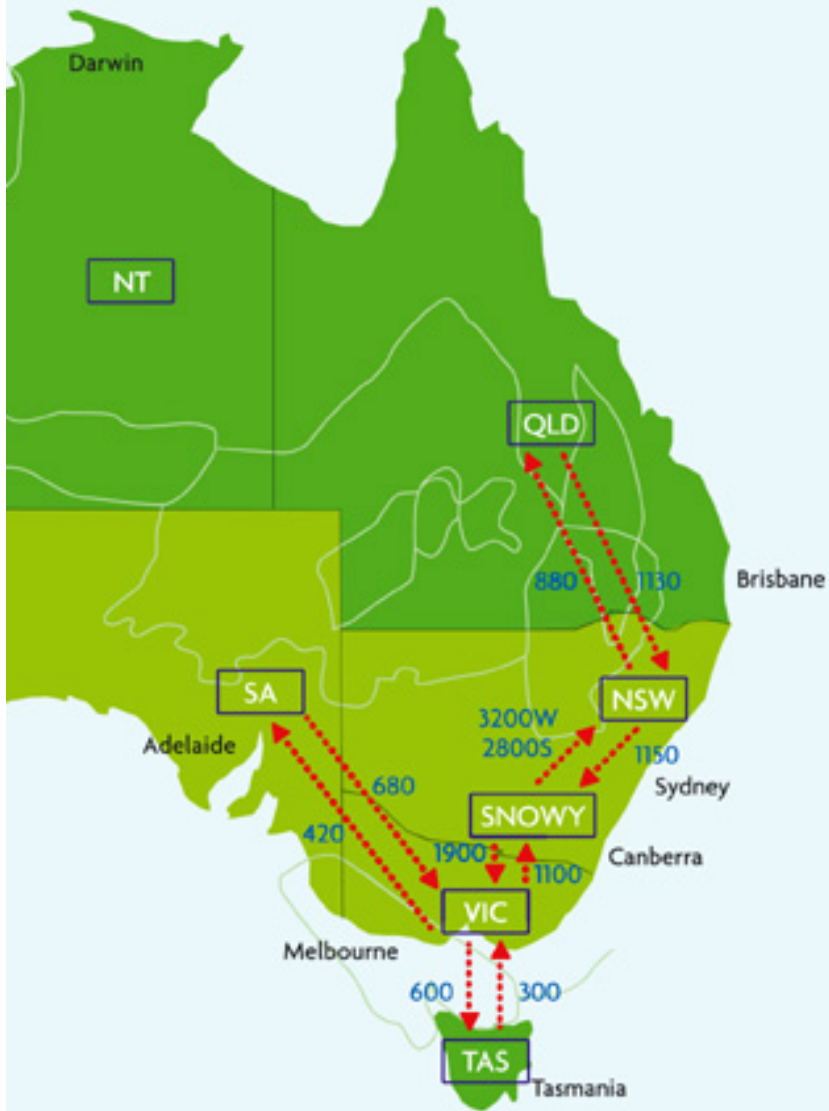 Darwin
NT
QLD
880
1130
Brisbane
SA
NSW
3200W
2800S
Adelaide
1150
680
Sydney
SNOWY
420
1900
Canberra
1100
VIC
Melbourne
600
300
TAS
Tasmania